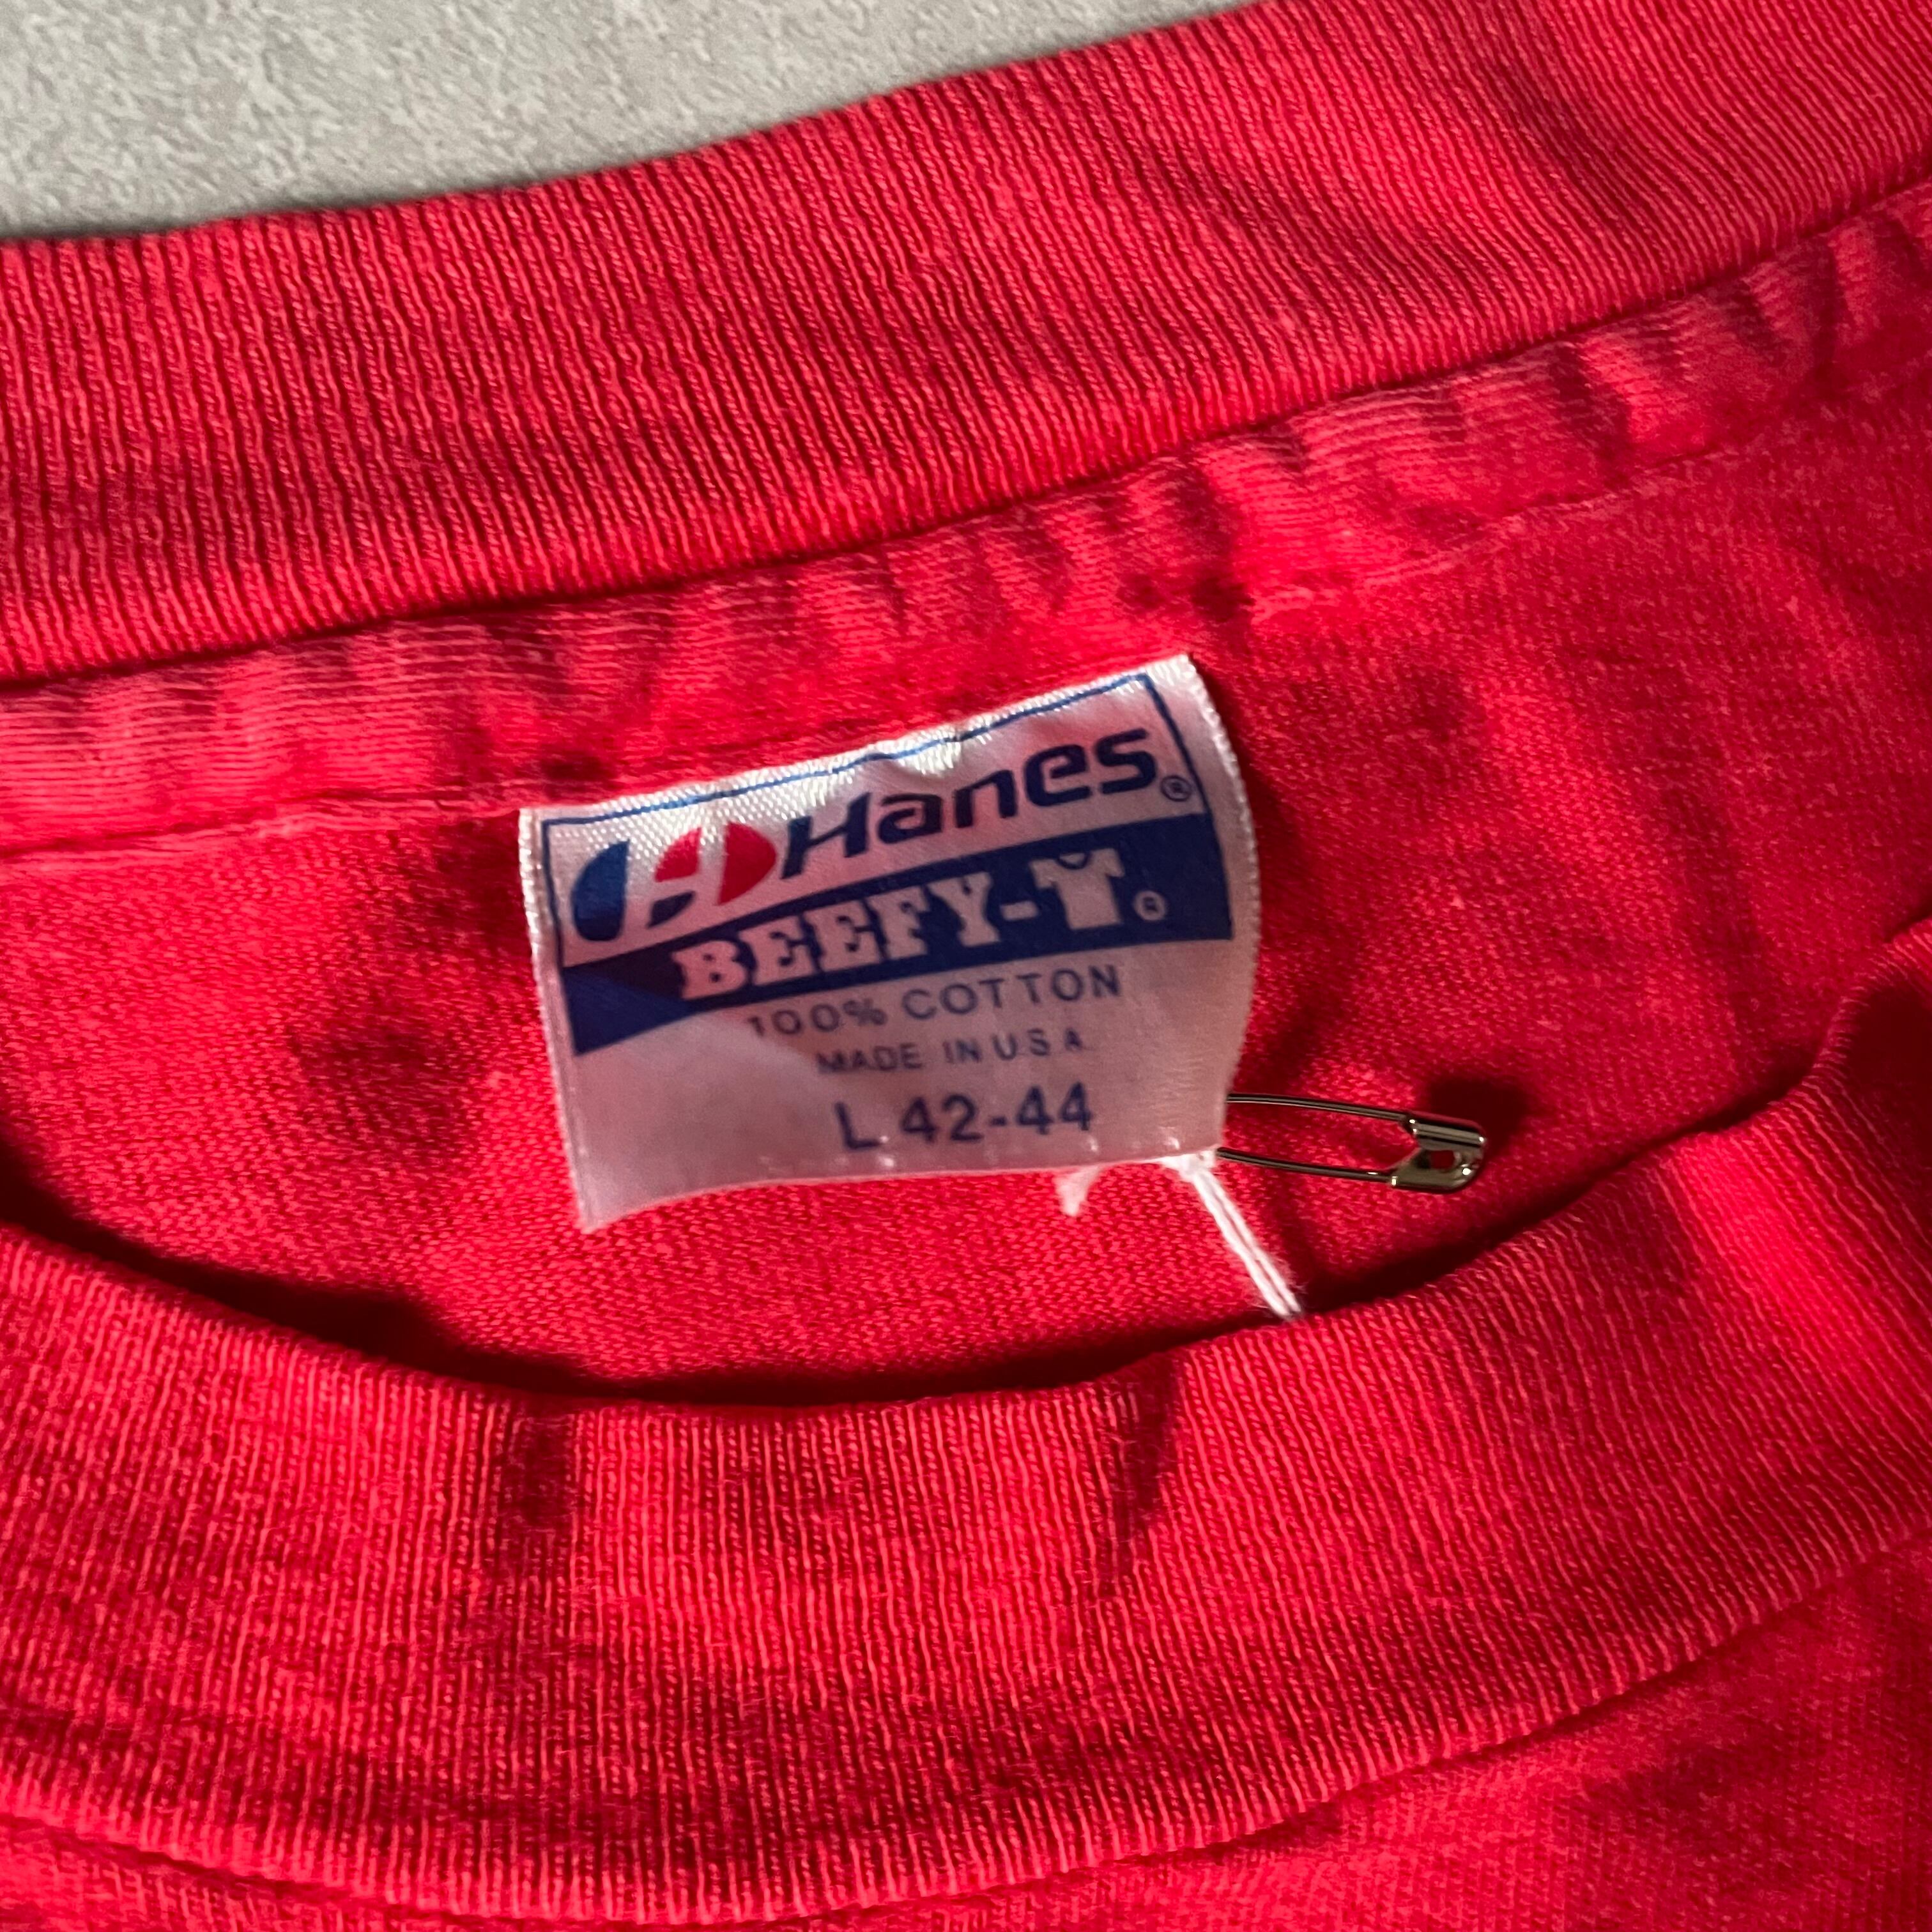 Hanes®
BEEFY-T®
100% COTTON
MADE IN U.S.A.
L 42-44